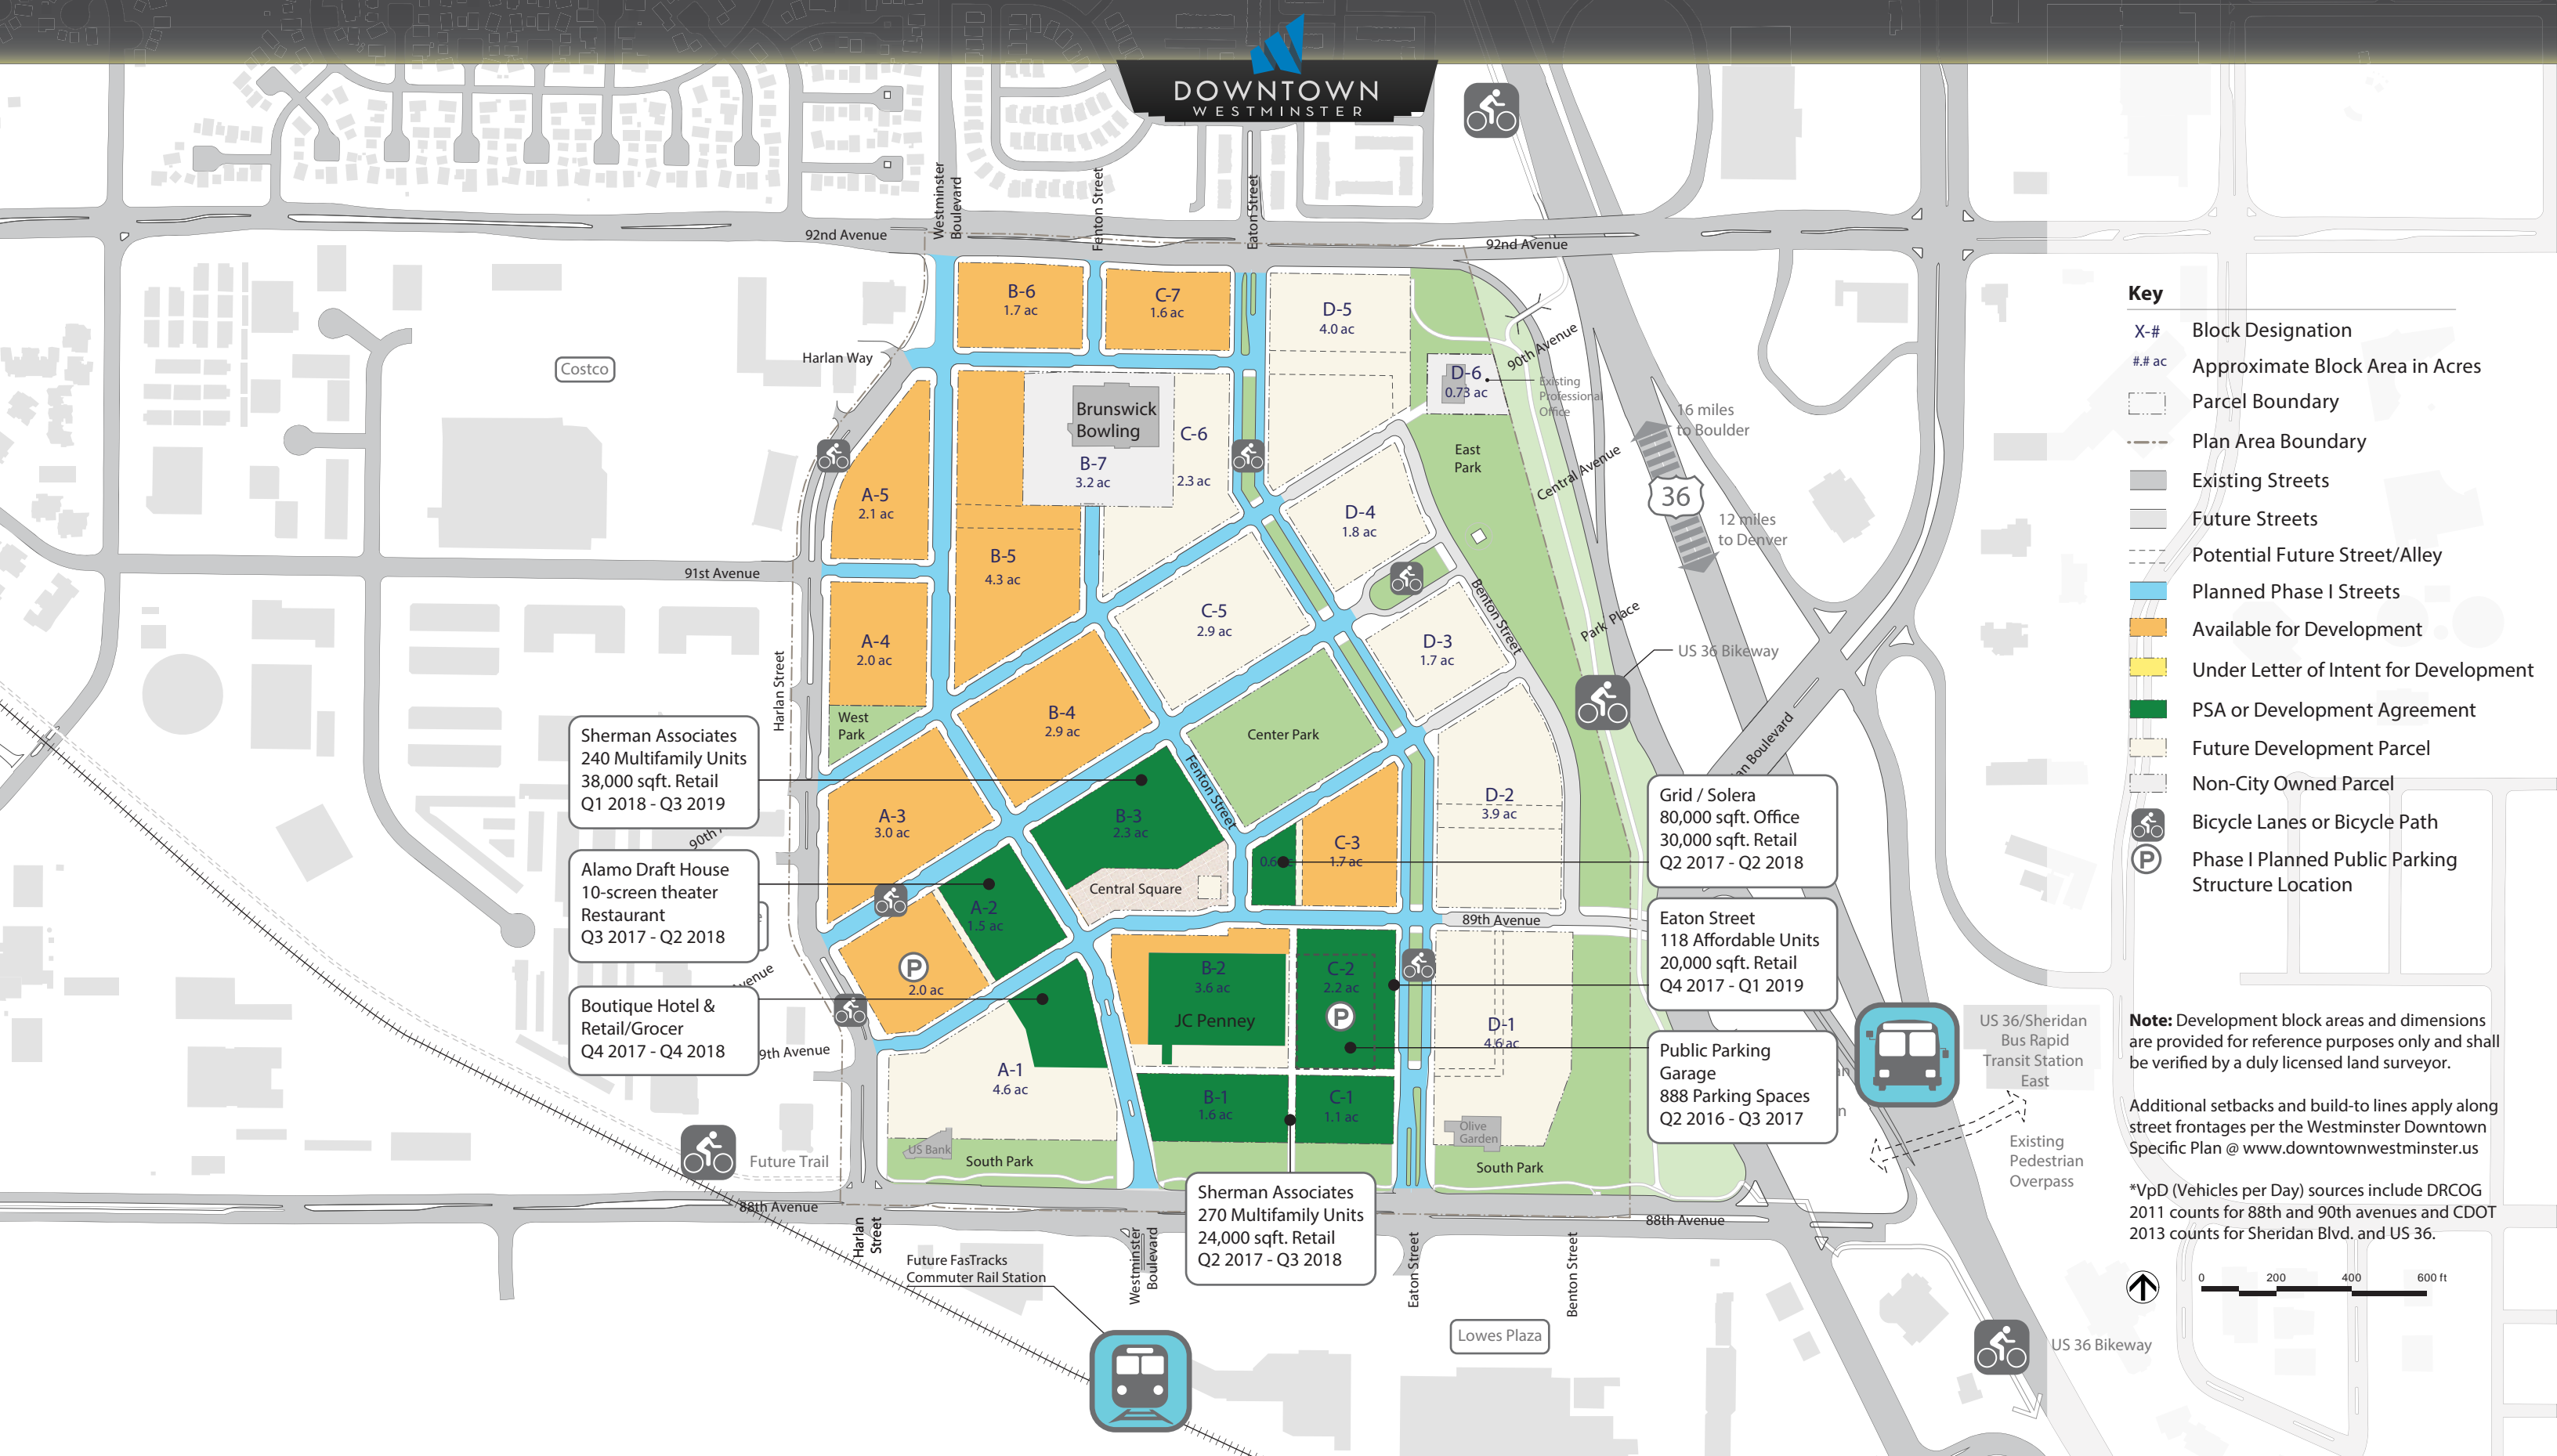 DOWNTOWN
WESTMINSTER
Westminster
Boulevard
Fenton Street
Eaton Street
92nd Avenue
92nd Avenue
Harlan Way
Costco
B-6
1.7 ac
C-7
1.6 ac
D-5
4.0 ac
90th Avenue
D-6
0.73 ac
Existing
Professional
Office
Brunswick
Bowling
C-6
2.3 ac
B-7
3.2 ac
East
Park
16 miles
to Boulder
36
12 miles
to Denver
Central Avenue
A-5
2.1 ac
D-4
1.8 ac
B-5
4.3 ac
91st Avenue
Benton Street
C-5
2.9 ac
D-3
1.7 ac
Park Place
US 36 Bikeway
A-4
2.0 ac
Harlan Street
West
Park
B-4
2.9 ac
Center Park
Fenton Street
an Boulevard
Sherman Associates
240 Multifamily Units
38,000 sqft. Retail
Q1 2018 - Q3 2019
90th
A-3
3.0 ac
B-3
2.3 ac
C-3
1.7 ac
0.6
D-2
3.9 ac
Grid / Solera
80,000 sqft. Office
30,000 sqft. Retail
Q2 2017 - Q2 2018
Alamo Draft House
10-screen theater
Restaurant
Q3 2017 - Q2 2018
Central Square
A-2
1.5 ac
89th Avenue
Eaton Street
118 Affordable Units
20,000 sqft. Retail
Q4 2017 - Q1 2019
P
2.0 ac
venue
B-2
3.6 ac
JC Penney
C-2
2.2 ac
P
D-1
4.6 ac
Boutique Hotel &
Retail/Grocer
Q4 2017 - Q4 2018
9th Avenue
A-1
4.6 ac
Public Parking
Garage
888 Parking Spaces
Q2 2016 - Q3 2017
B-1
1.6 ac
C-1
1.1 ac
Olive
Garden
US Bank
South Park
South Park
Future Trail
88th Avenue
88th Avenue
Sherman Associates
270 Multifamily Units
24,000 sqft. Retail
Q2 2017 - Q3 2018
Harlan
Street
Westminster
Boulevard
Eaton Street
Benton Street
Future FasTracks
Commuter Rail Station
Lowes Plaza
US 36/Sheridan
Bus Rapid
Transit Station
East
Existing
Pedestrian
Overpass
US 36 Bikeway
Key
X-# Block Designation
#.# ac Approximate Block Area in Acres
Parcel Boundary
Plan Area Boundary
Existing Streets
Future Streets
Potential Future Street/Alley
Planned Phase I Streets
Available for Development
Under Letter of Intent for Development
PSA or Development Agreement
Future Development Parcel
Non-City Owned Parcel
Bicycle Lanes or Bicycle Path
P Phase I Planned Public Parking
Structure Location
Note: Development block areas and dimensions
are provided for reference purposes only and shall
be verified by a duly licensed land surveyor.
Additional setbacks and build-to lines apply along
street frontages per the Westminster Downtown
Specific Plan @ www.downtownwestminster.us
*VpD (Vehicles per Day) sources include DRCOG
2011 counts for 88th and 90th avenues and CDOT
2013 counts for Sheridan Blvd. and US 36.
0 200 400 600 ft